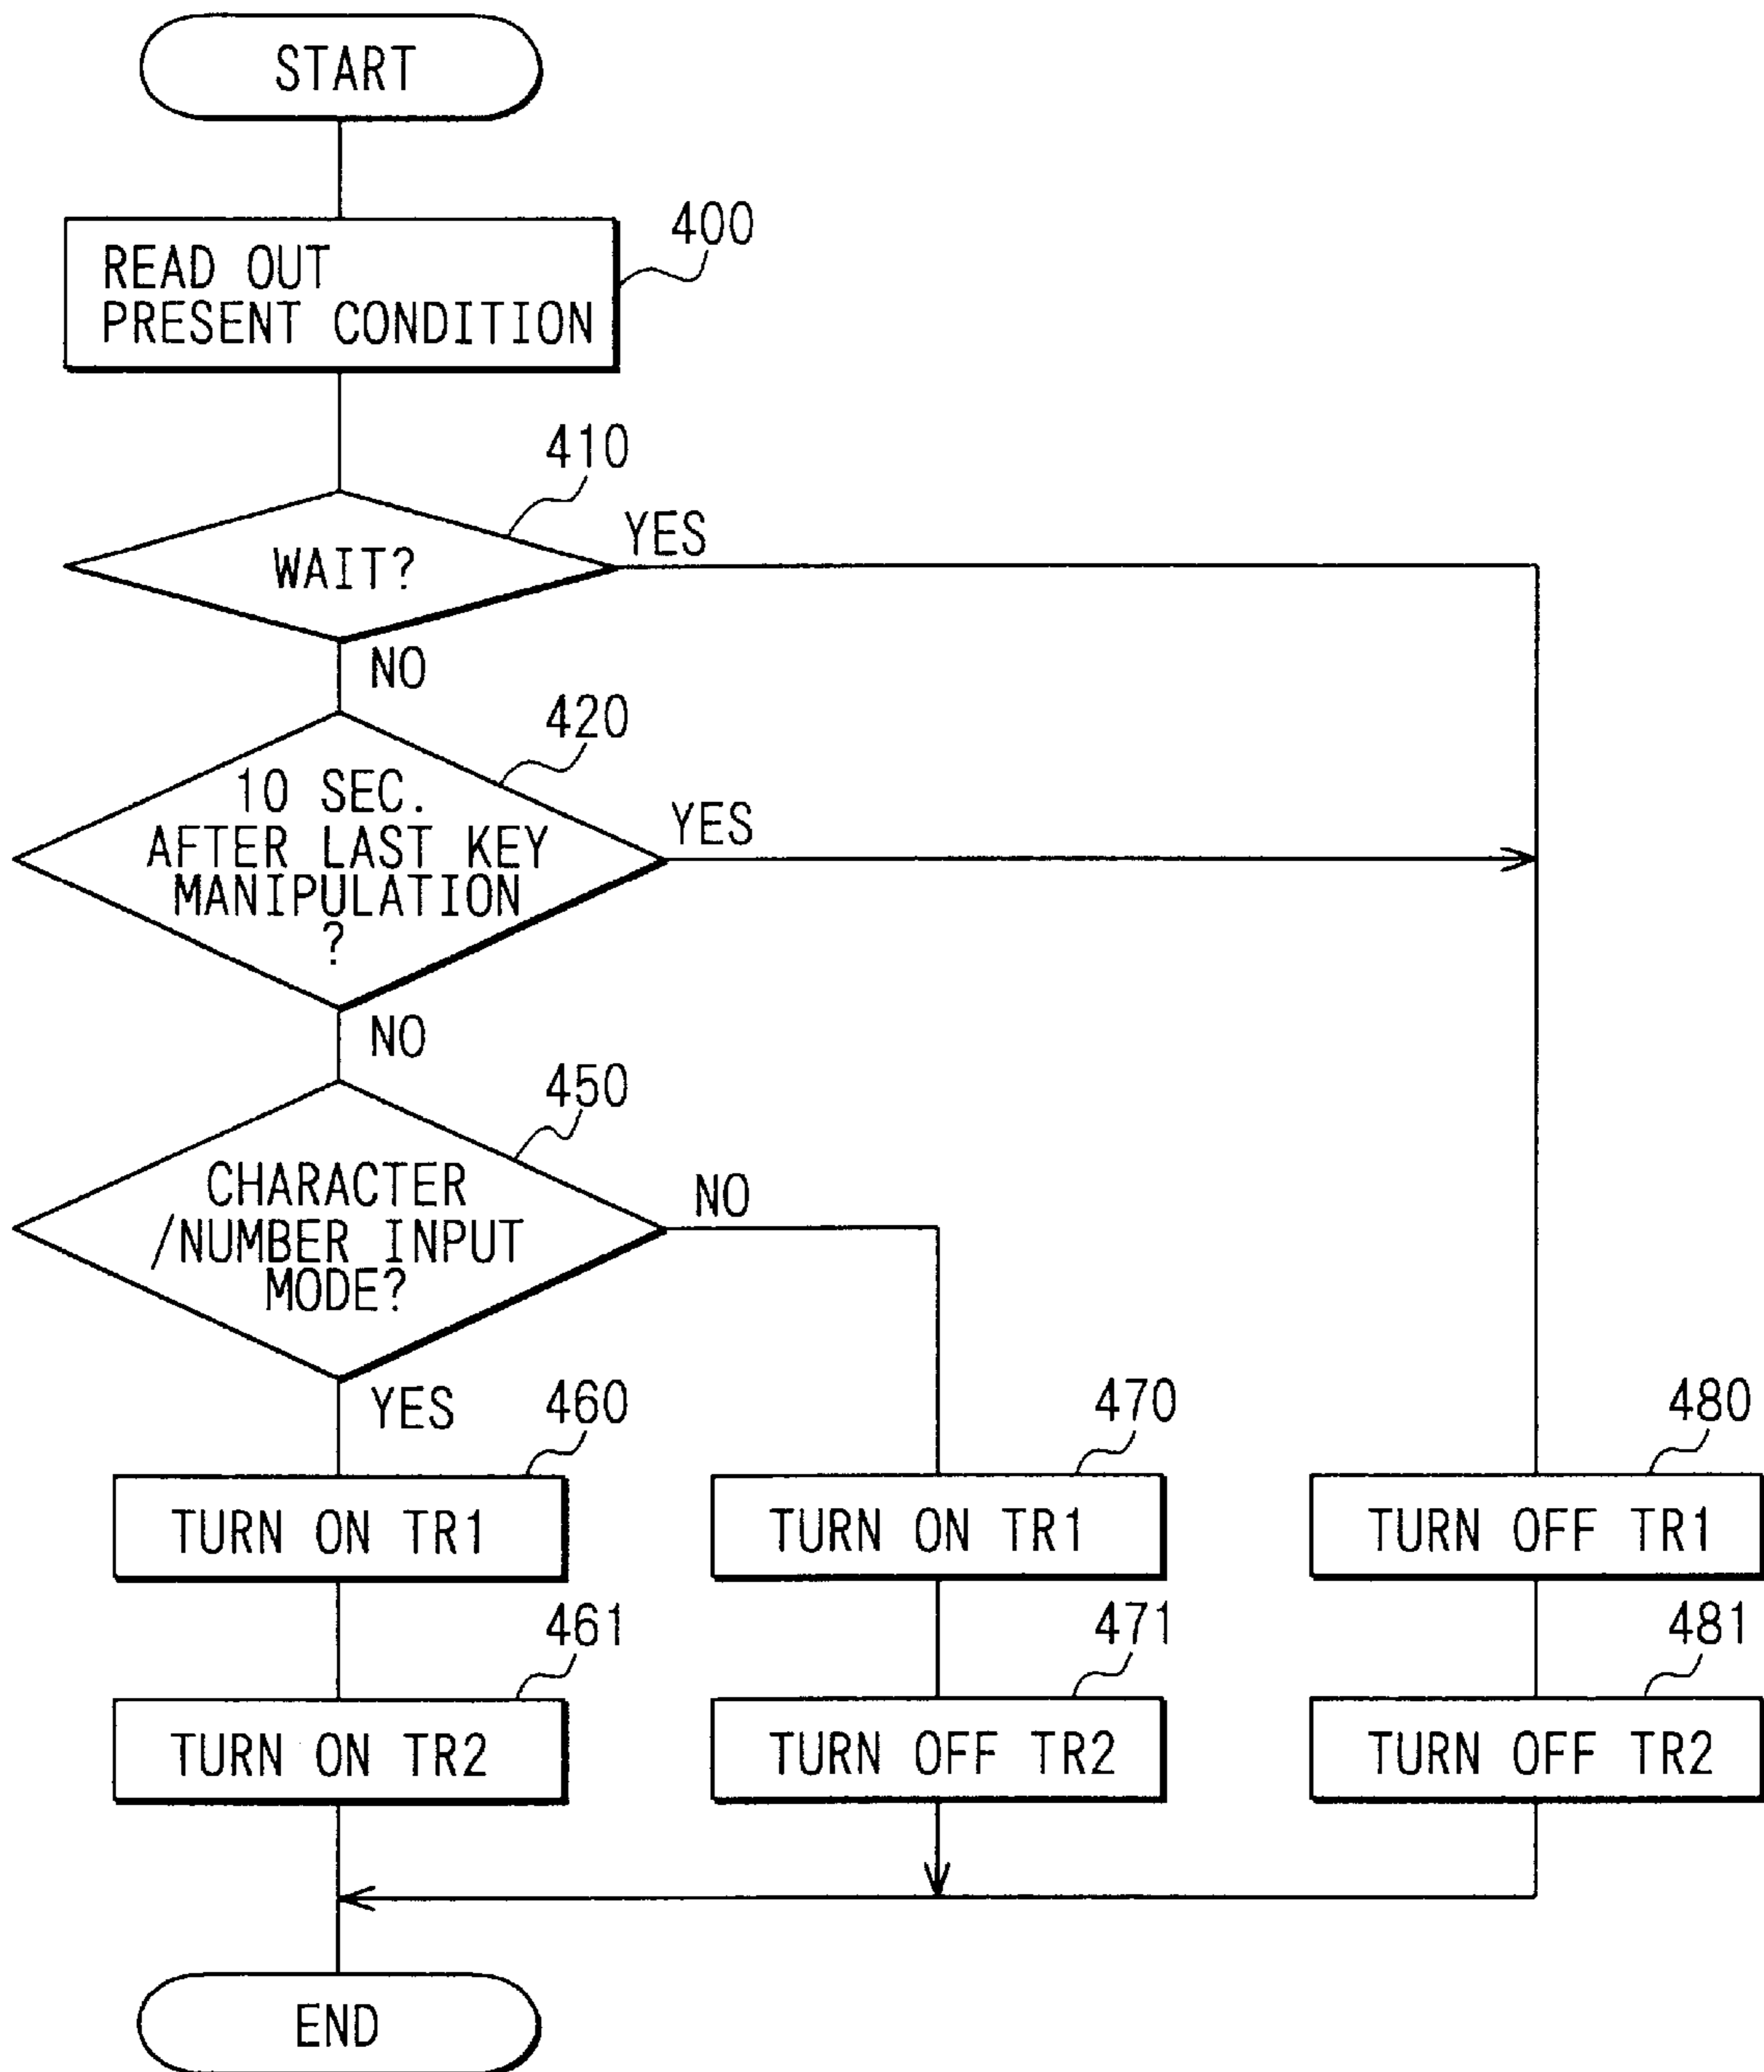 START
400
READ OUT
PRESENT CONDITION
410
WAIT?
YES
NO
420
10 SEC.
AFTER LAST KEY
MANIPULATION
?
YES
NO
450
CHARACTER
/NUMBER INPUT
MODE?
NO
YES
460
TURN ON TR1
470
TURN ON TR1
480
TURN OFF TR1
461
TURN ON TR2
471
TURN OFF TR2
481
TURN OFF TR2
END